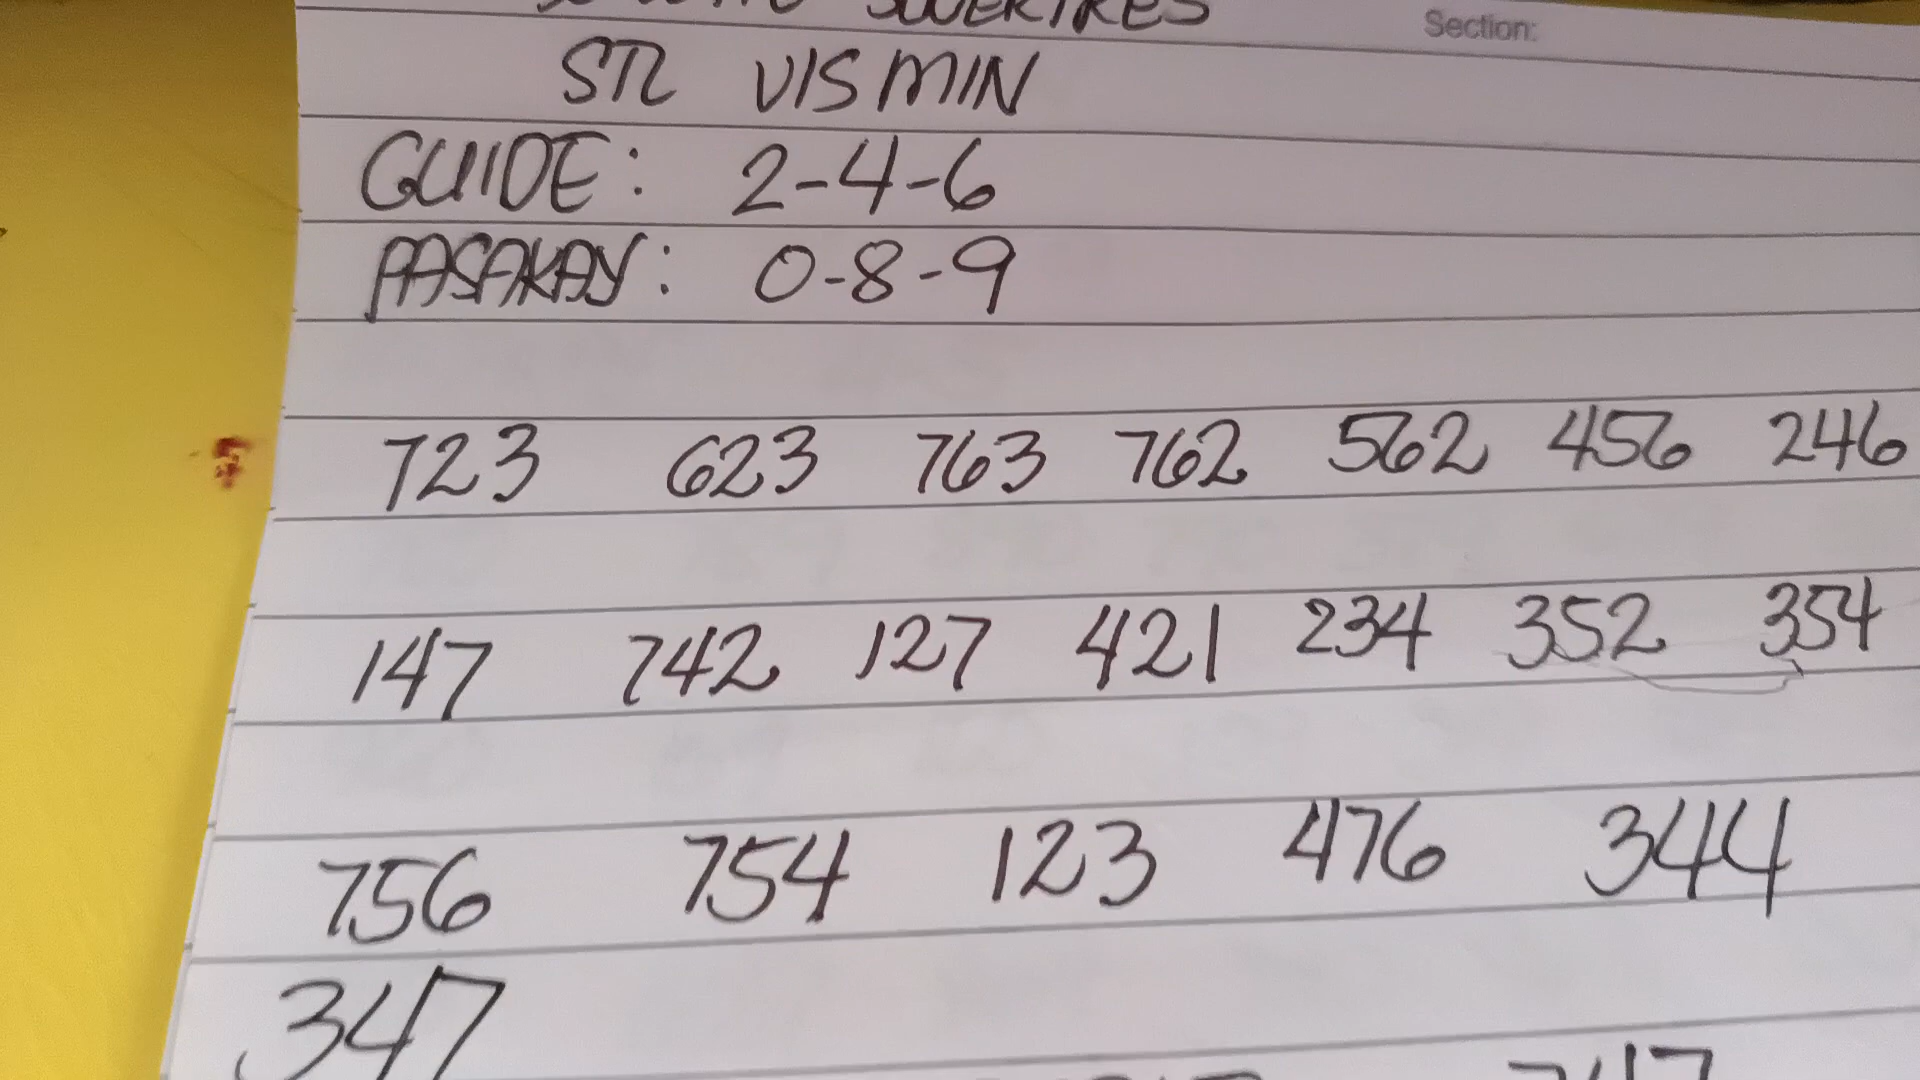 SWERTRES
Section:
STL VISMIN
GUIDE: 2-4-6
PASAKAY: 0-8-9
723 623 763 762 562 456 246
147 742 127 421 234 352 354
756 754 123 476 344
347